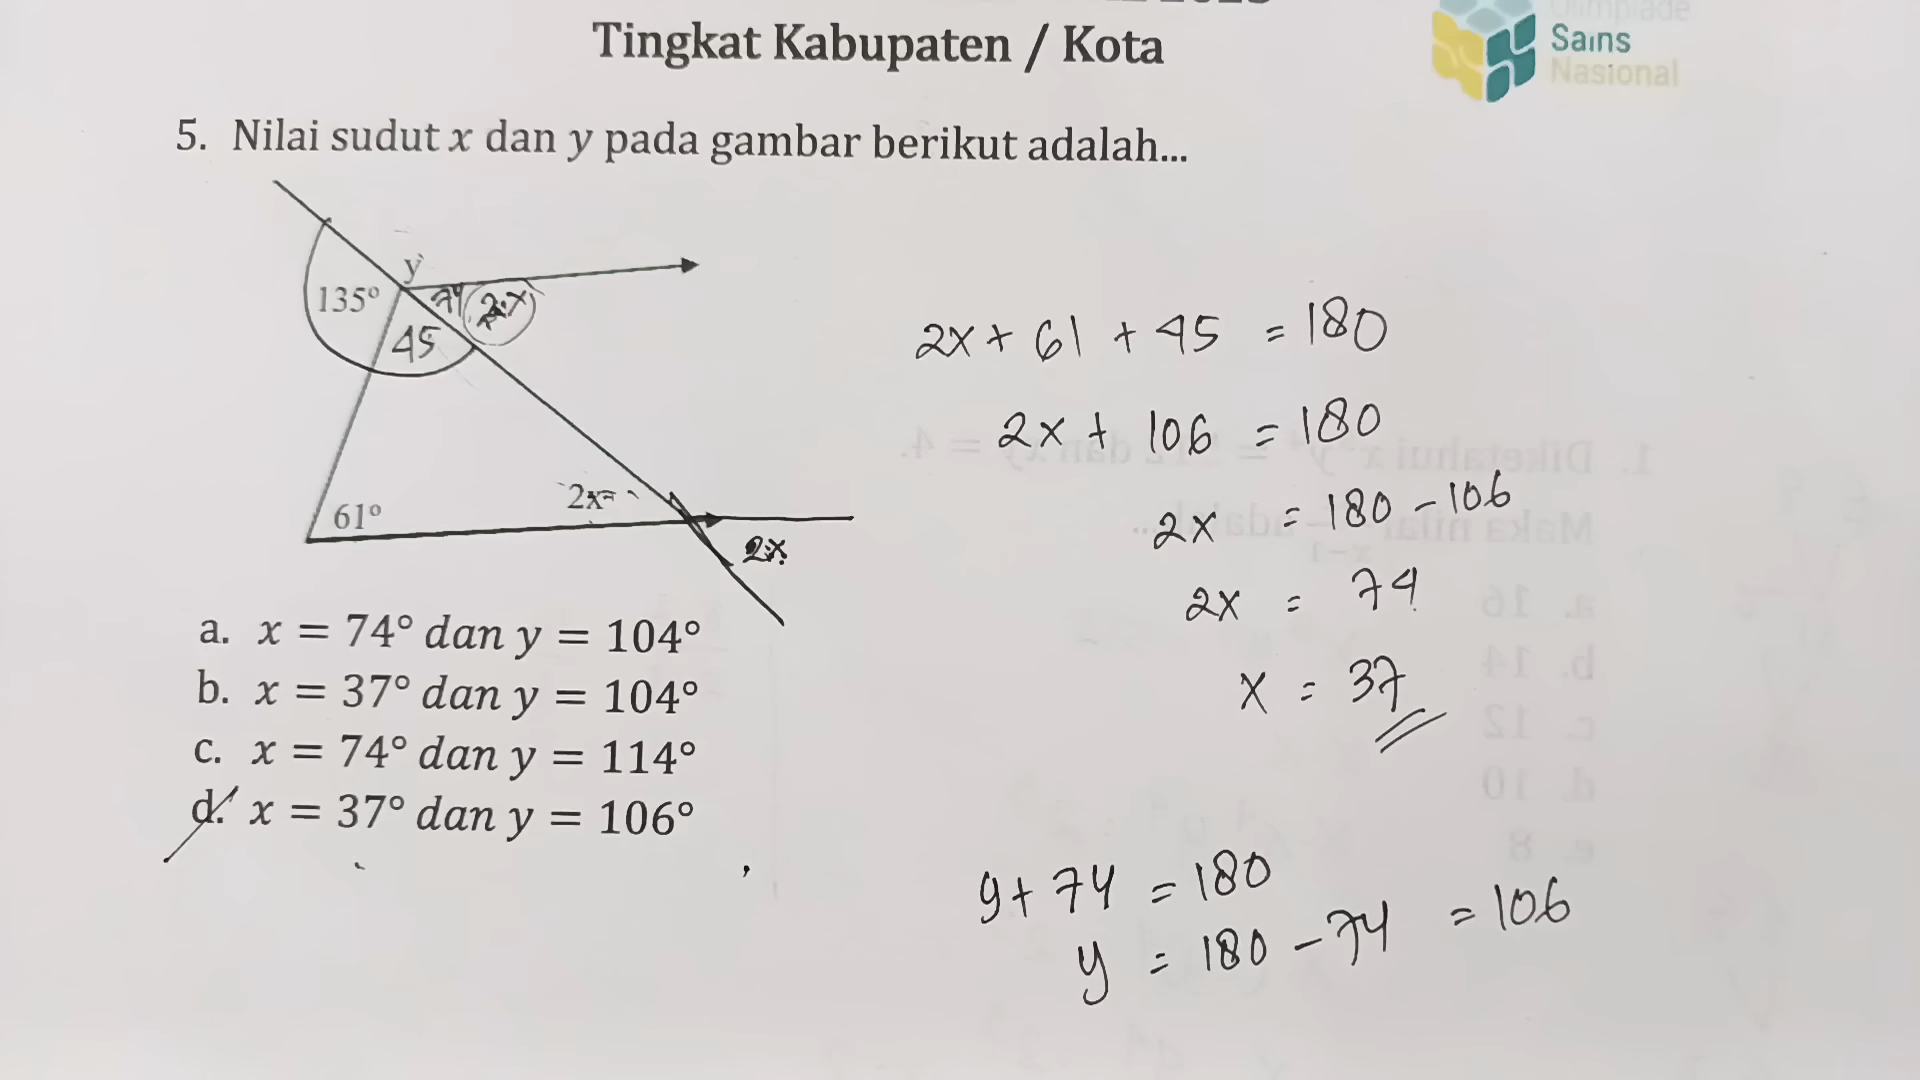 Tingkat Kabupaten / Kota
Olimpiade
Sains
Nasional
5. Nilai sudut x dan y pada gambar berikut adalah...
y
135°
74
2x
45
61°
2x
2x
a. x = 74° dan y = 104°
b. x = 37° dan y = 104°
c. x = 74° dan y = 114°
d. x = 37° dan y = 106°
2x + 61 + 45 = 180
2x + 106 = 180
2x = 180 - 106
2x = 74
x = 37
y + 74 = 180
y = 180 - 74 = 106